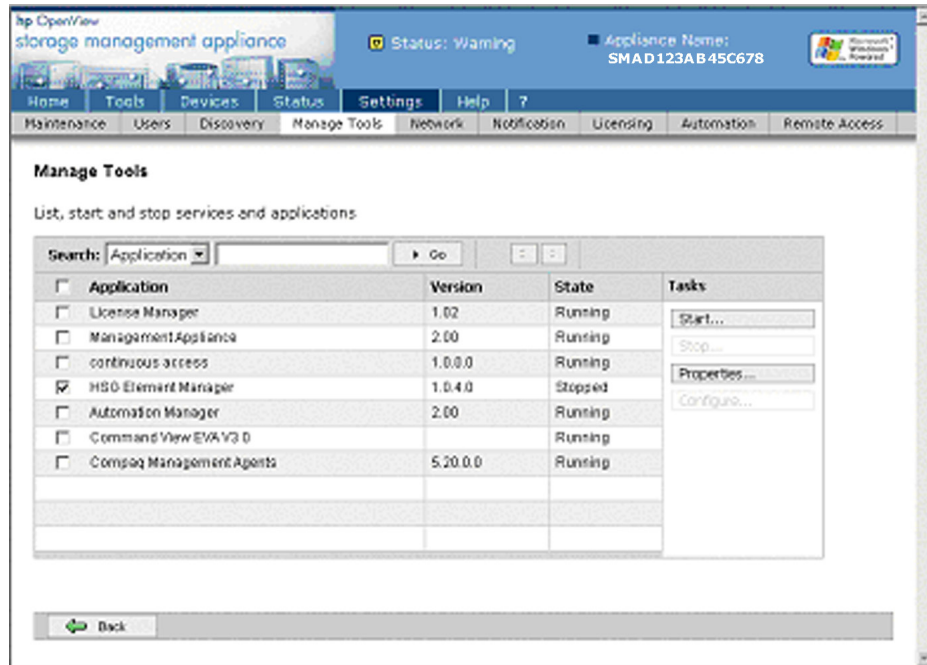 hp OpenView
storage management appliance
Status: Warning
Appliance Name:
SMAD123AB45C678
Microsoft
Windows
Powered
Home Tools Devices Status Settings Help ?
Maintenance Users Discovery Manage Tools Network Notification Licensing Automation Remote Access
Manage Tools
List, start and stop services and applications
Search: Application Go
Application Version State Tasks
License Manager 1.02 Running Start...
Management Appliance 2.00 Running Stop...
continuous access 1.0.0.0 Running Properties...
HSG Element Manager 1.0.4.0 Stopped Configure...
Automation Manager 2.00 Running
Command View EVA V3 0 Running
Compaq Management Agents 5.20.0.0 Running
Back